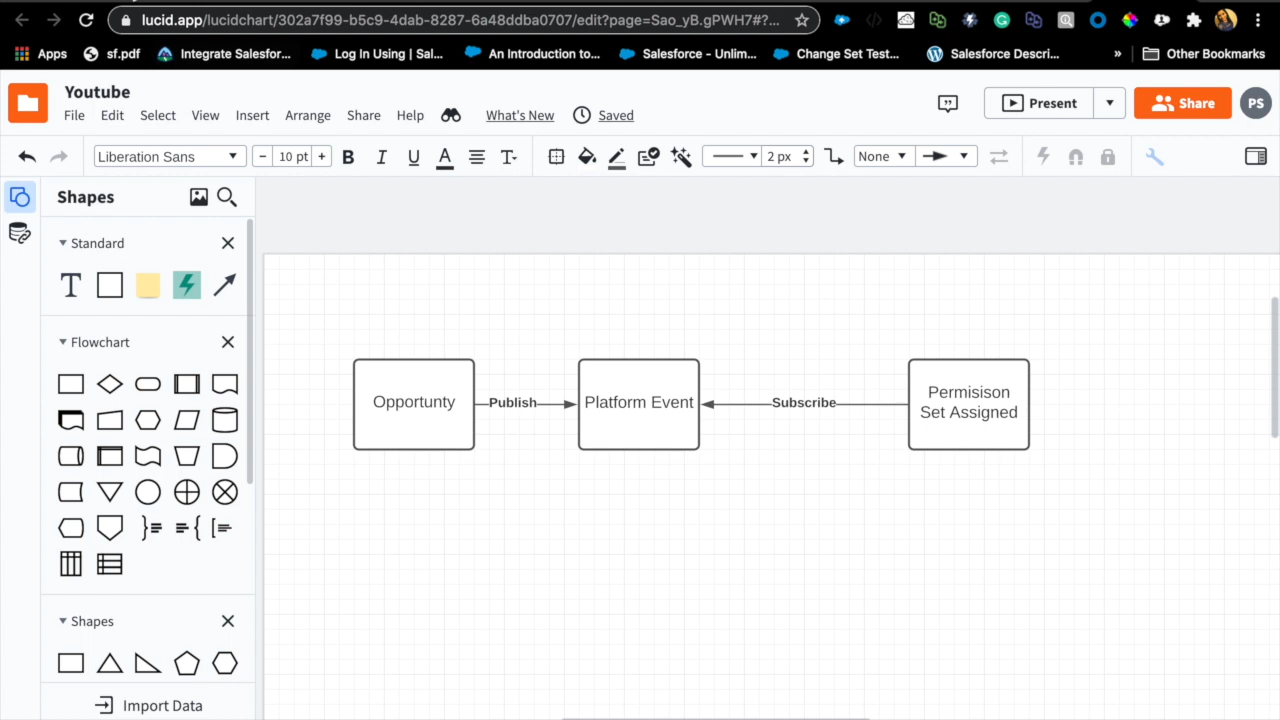 lucid.app/lucidchart/302a7f99-b5c9-4dab-8287-6a48ddba0707/edit?page=Sao_yB.gPWH7#?...
Apps
sf.pdf
Integrate Salesfor...
Log In Using | Sal...
An Introduction to...
Salesforce - Unlim...
Change Set Test...
Salesforce Descri...
»
Other Bookmarks
Youtube
File Edit Select View Insert Arrange Share Help What's New Saved
Present
Share
PS
Liberation Sans
− 10 pt +
B I U A T
2 px
None
Shapes
Standard
T
Flowchart
Shapes
Import Data
Opportunty
Publish
Platform Event
Subscribe
Permisison
Set Assigned